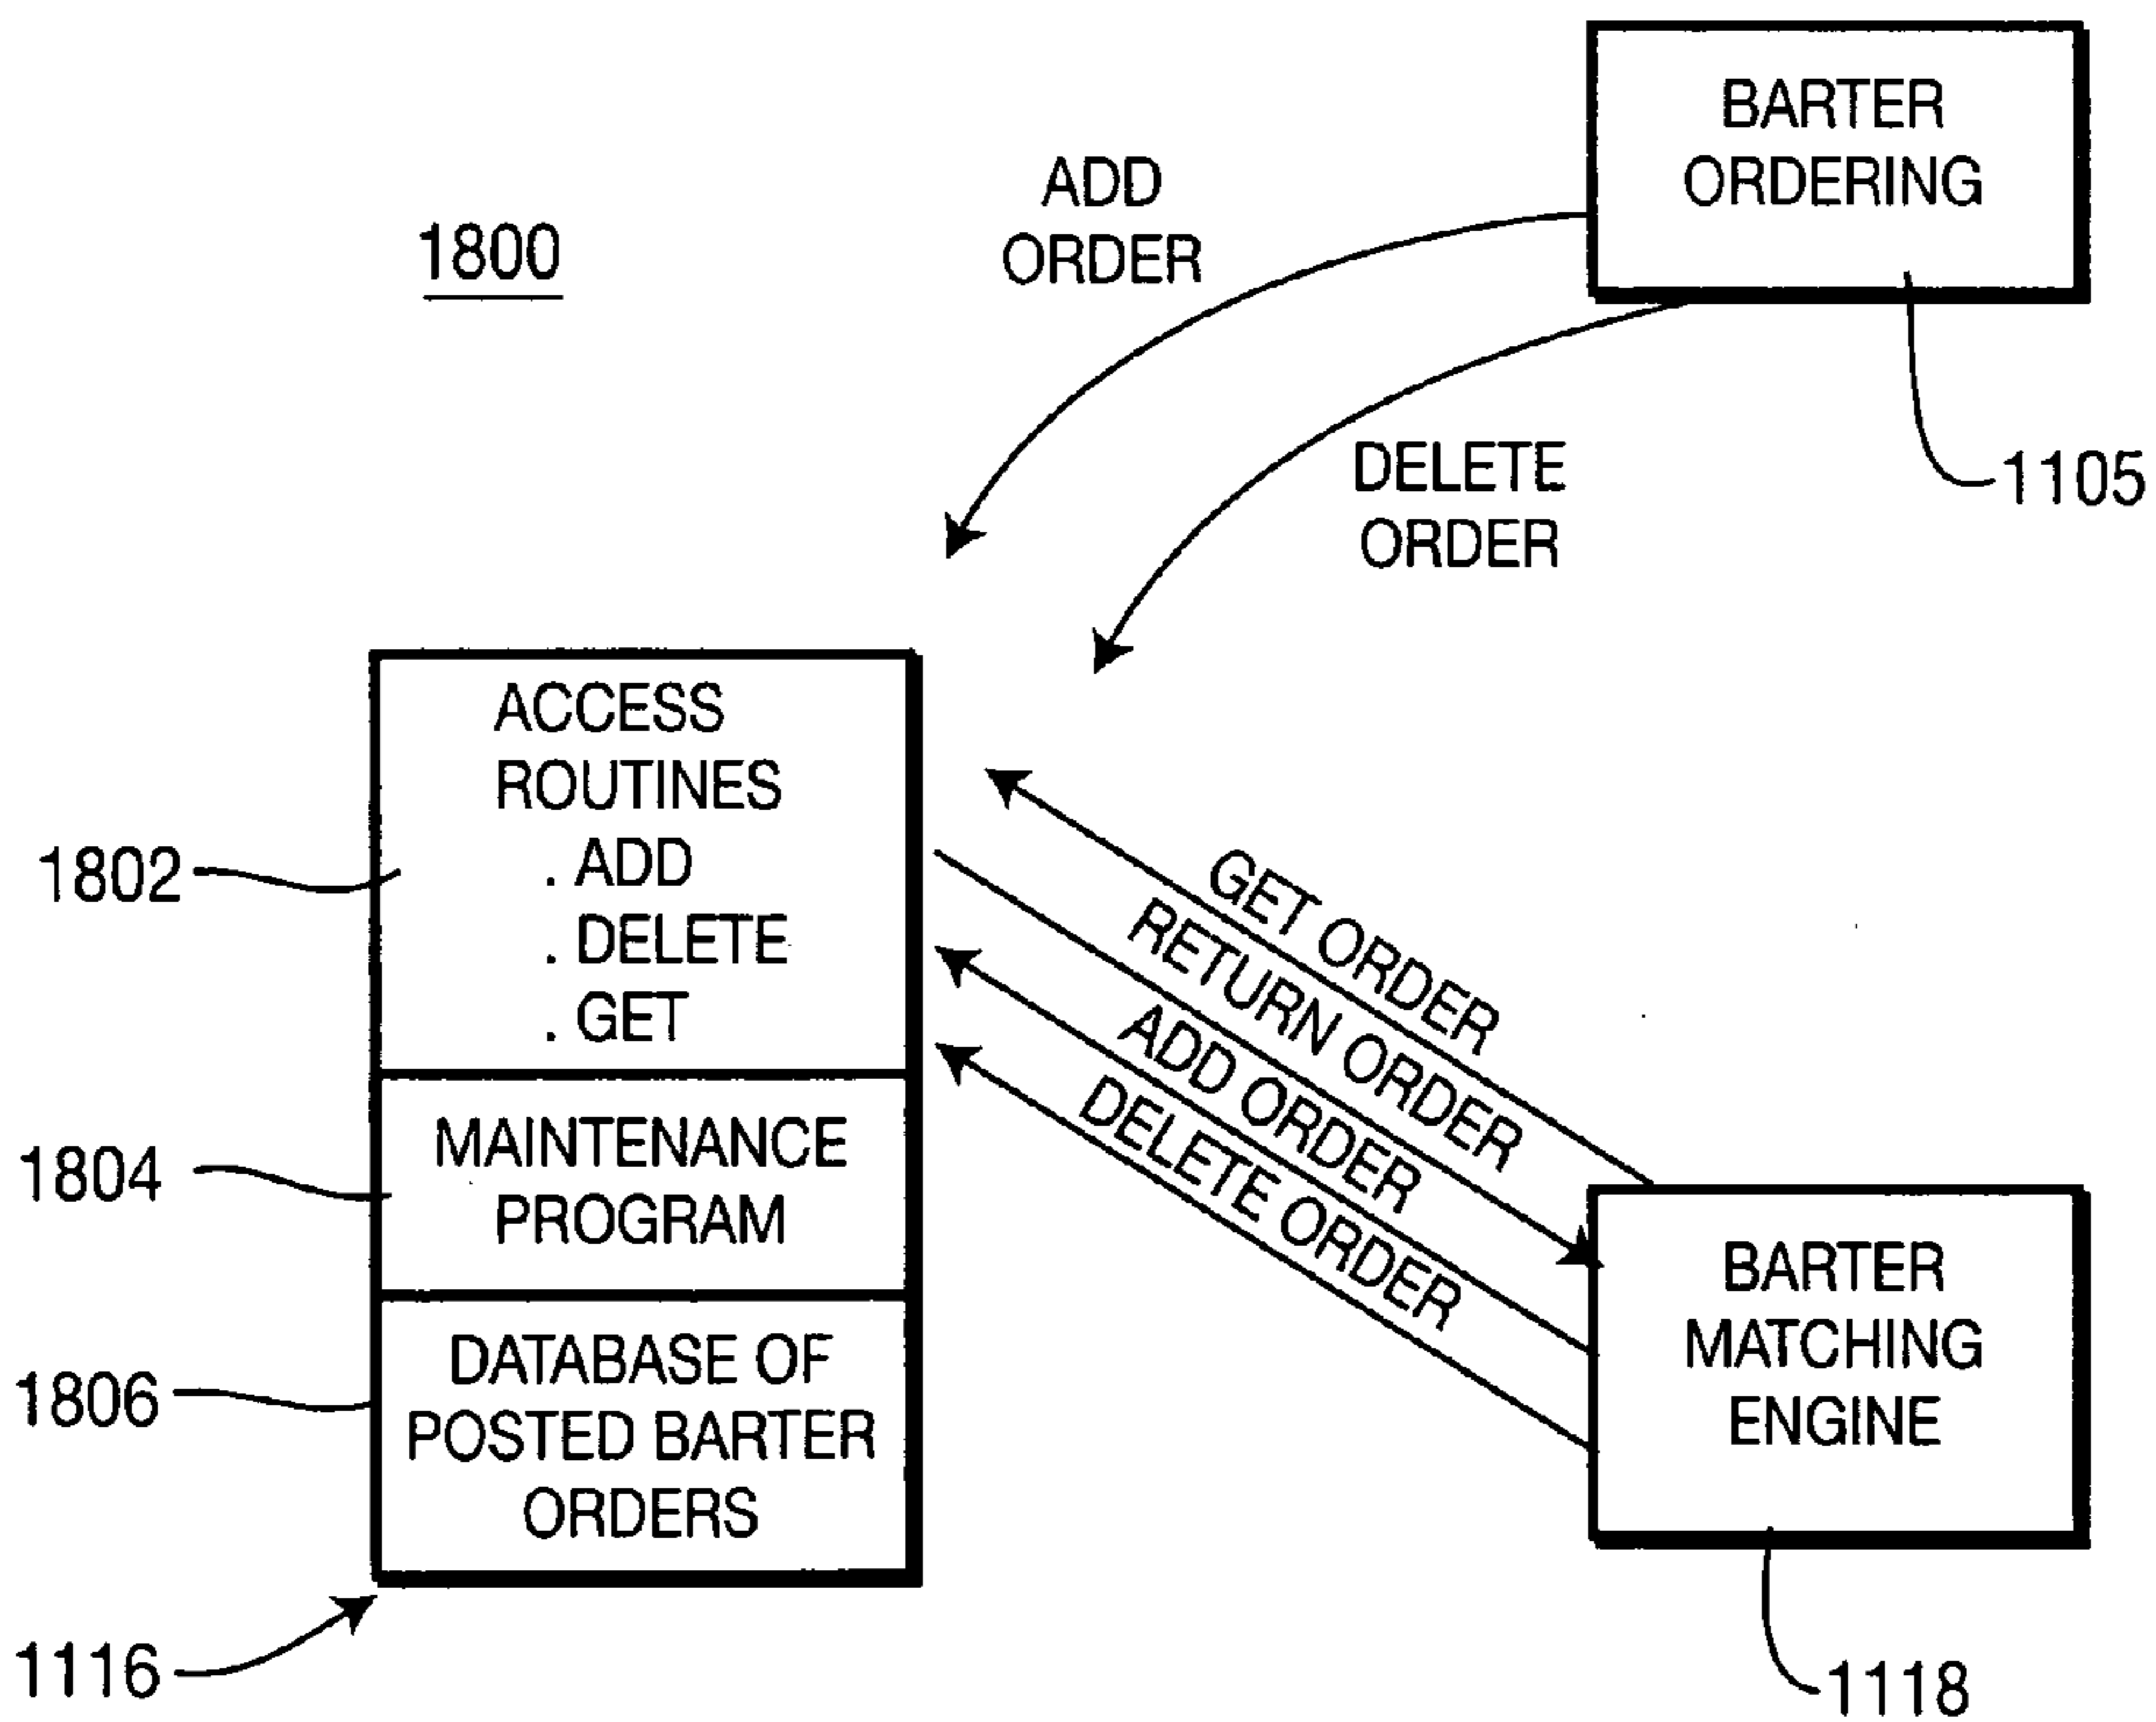 BARTER
ORDERING
ADD
ORDER
1800
DELETE
ORDER
1105
ACCESS
ROUTINES
. ADD
. DELETE
. GET
1802
GET ORDER
RETURN ORDER
ADD ORDER
DELETE ORDER
MAINTENANCE
PROGRAM
1804
BARTER
MATCHING
ENGINE
DATABASE OF
POSTED BARTER
ORDERS
1806
1116
1118